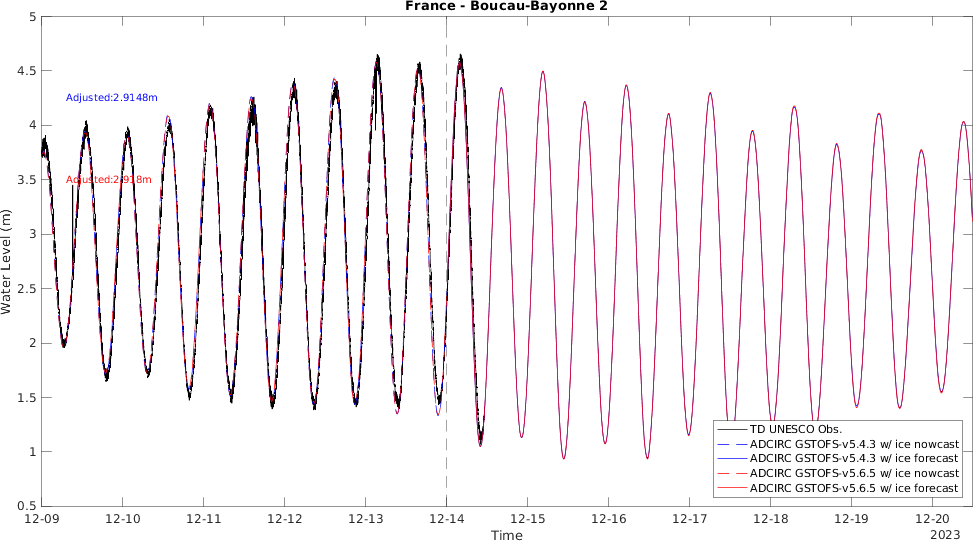 France - Boucau-Bayonne 2
5
4.5
4
3.5
3
2.5
2
1.5
1
0.5
Water Level (m)
Adjusted:2.9148m
Adjusted:2.918m
TD UNESCO Obs.
ADCIRC GSTOFS-v5.4.3 w/ ice nowcast
ADCIRC GSTOFS-v5.4.3 w/ ice forecast
ADCIRC GSTOFS-v5.6.5 w/ ice nowcast
ADCIRC GSTOFS-v5.6.5 w/ ice forecast
12-09 12-10 12-11 12-12 12-13 12-14 12-15 12-16 12-17 12-18 12-19 12-20
Time
2023